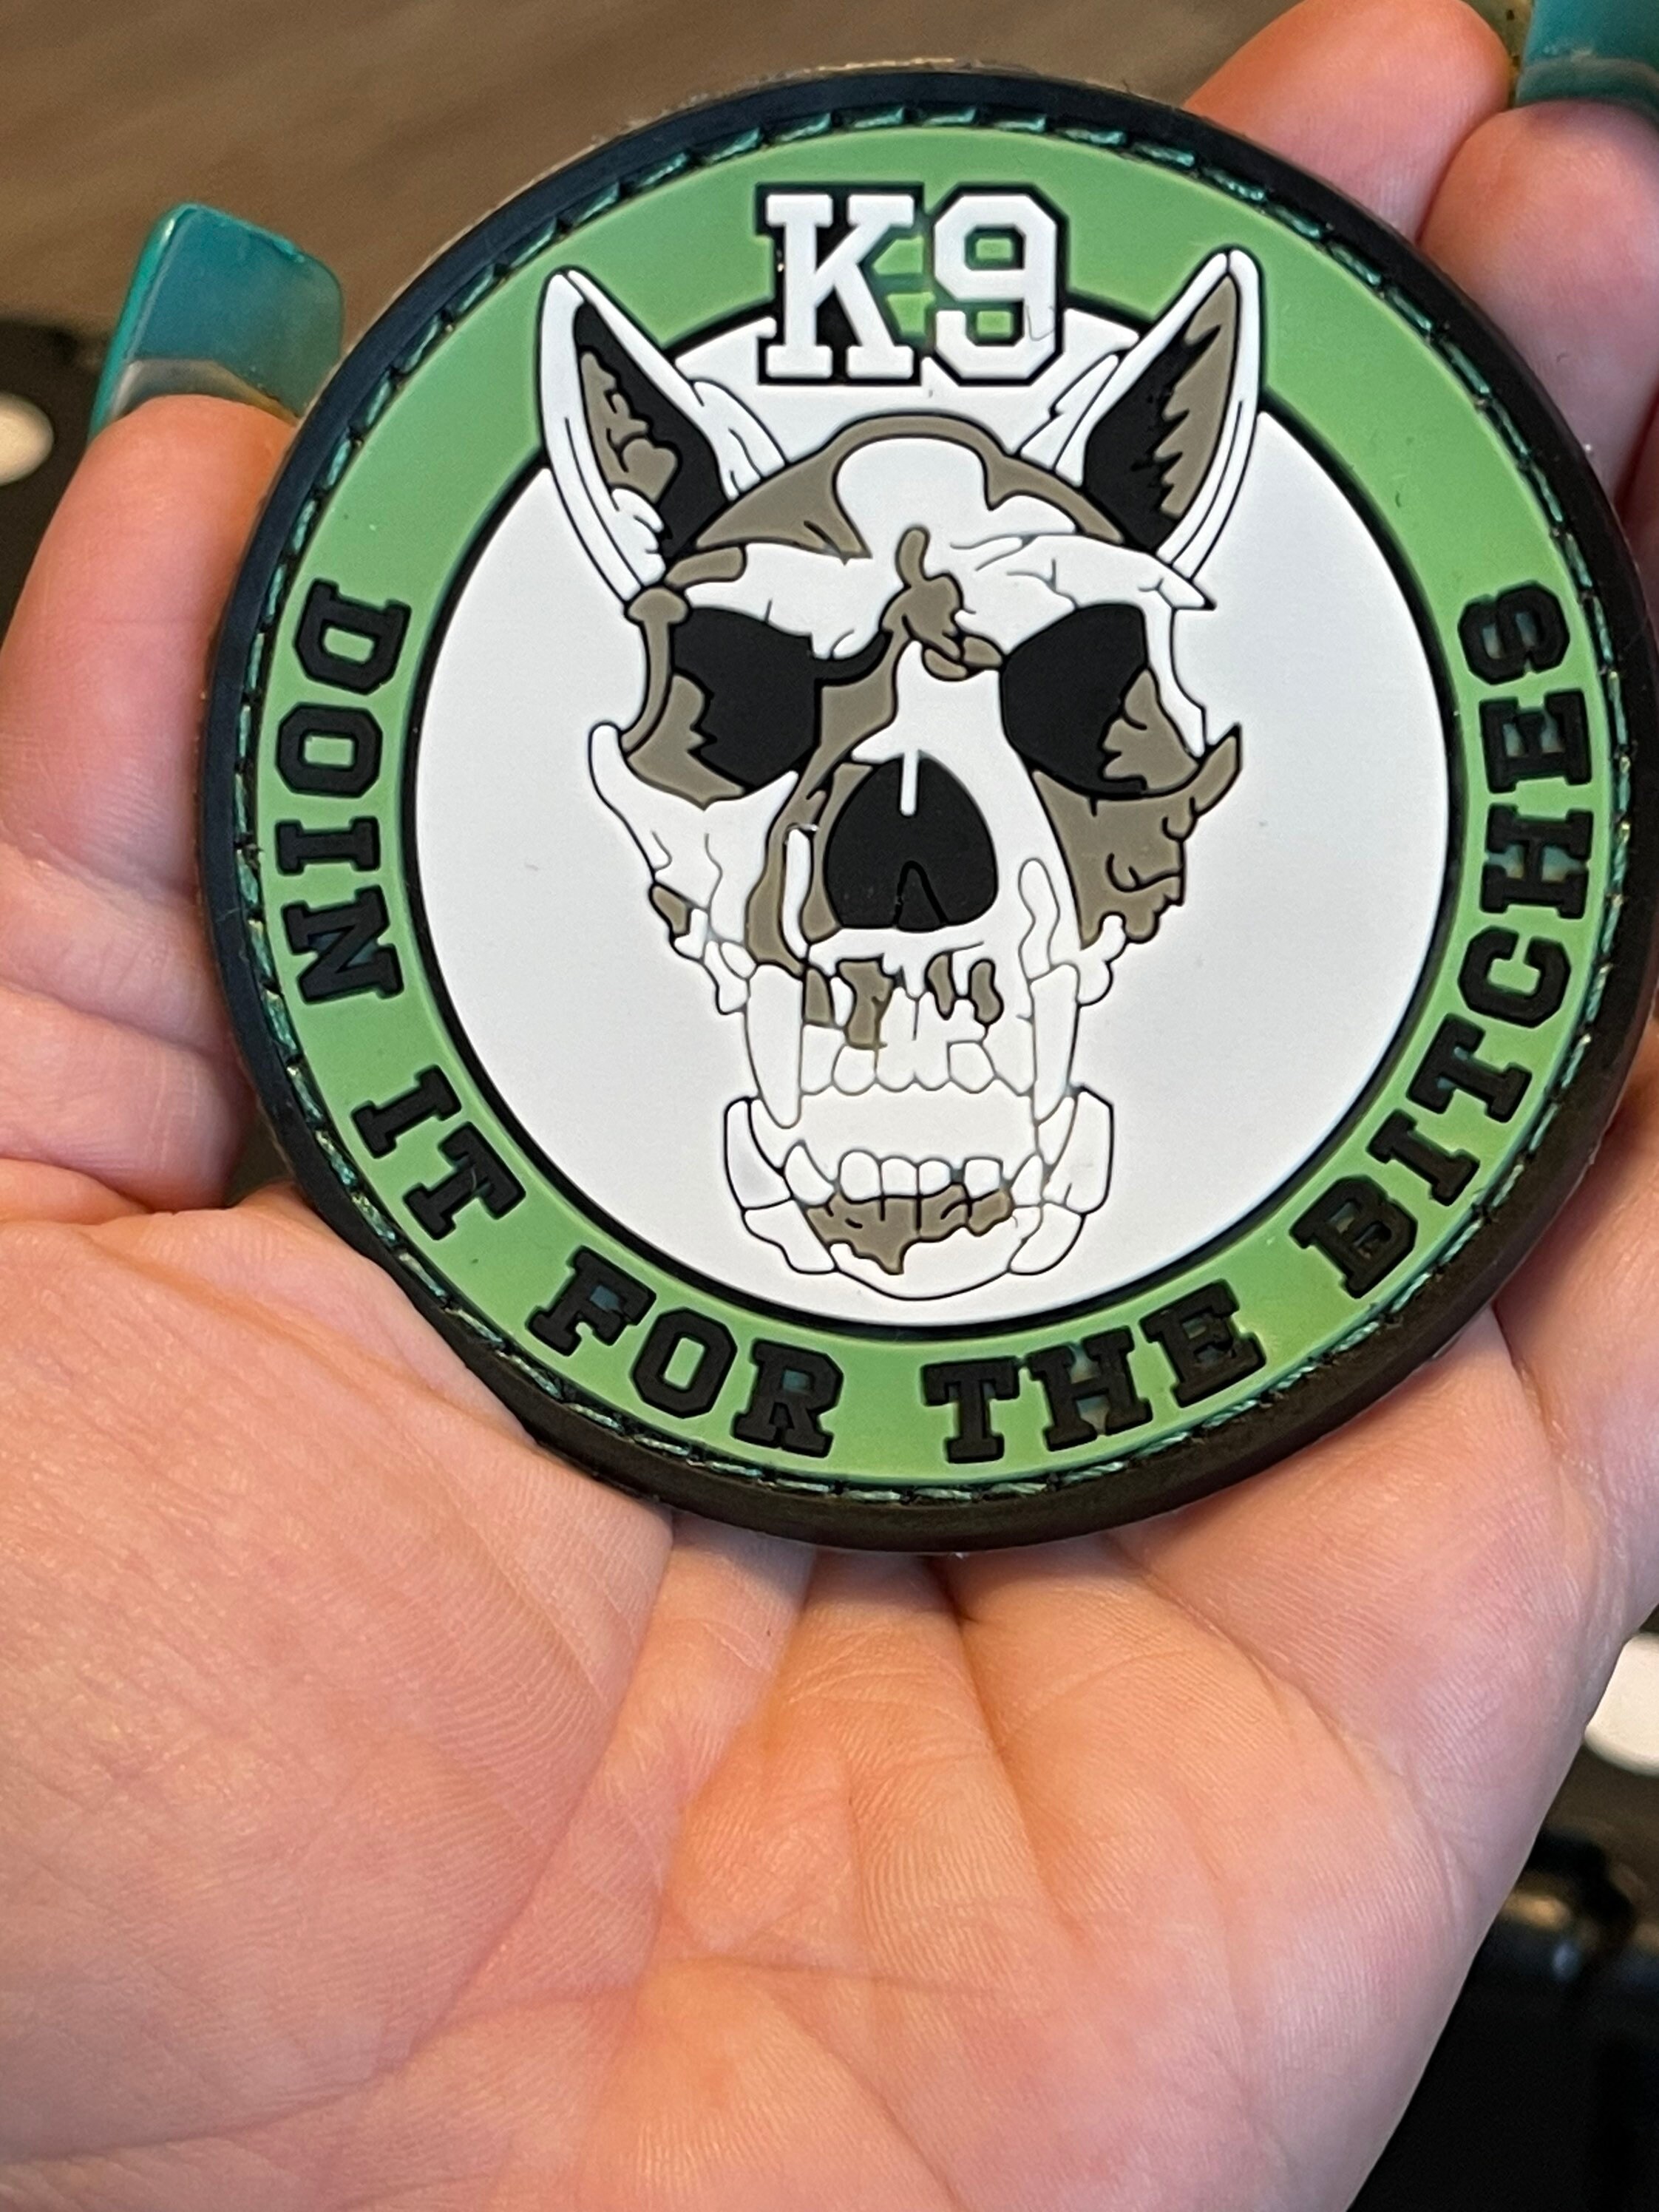 K9
DOIN IT FOR THE BITCHES